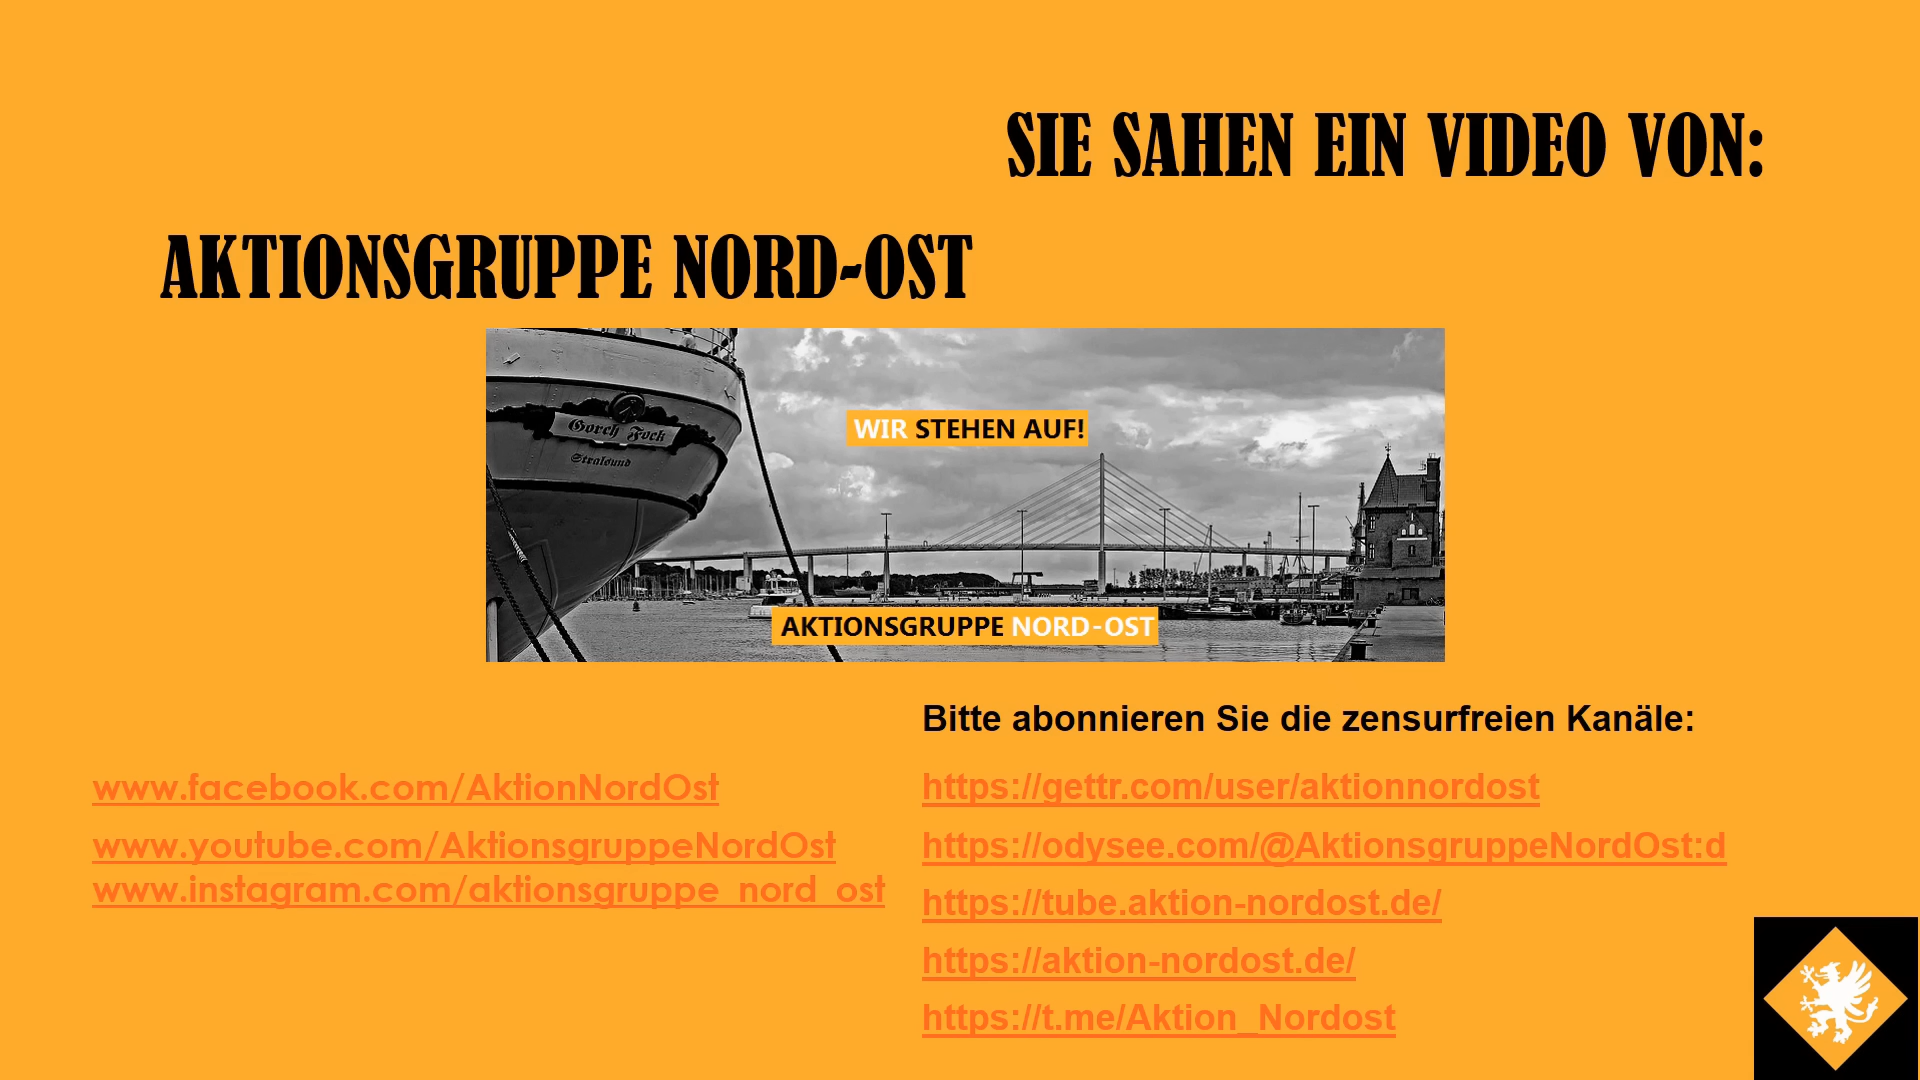 SIE SAHEN EIN VIDEO VON:
AKTIONSGRUPPE NORD-OST
Gorch Fock
Stralsund
WIR STEHEN AUF!
AKTIONSGRUPPE NORD-OST
Bitte abonnieren Sie die zensurfreien Kanäle:
www.facebook.com/AktionNordOst
www.youtube.com/AktionsgruppeNordOst
www.instagram.com/aktionsgruppe_nord_ost
https://gettr.com/user/aktionnordost
https://odysee.com/@AktionsgruppeNordOst:d
https://tube.aktion-nordost.de/
https://aktion-nordost.de/
https://t.me/Aktion_Nordost